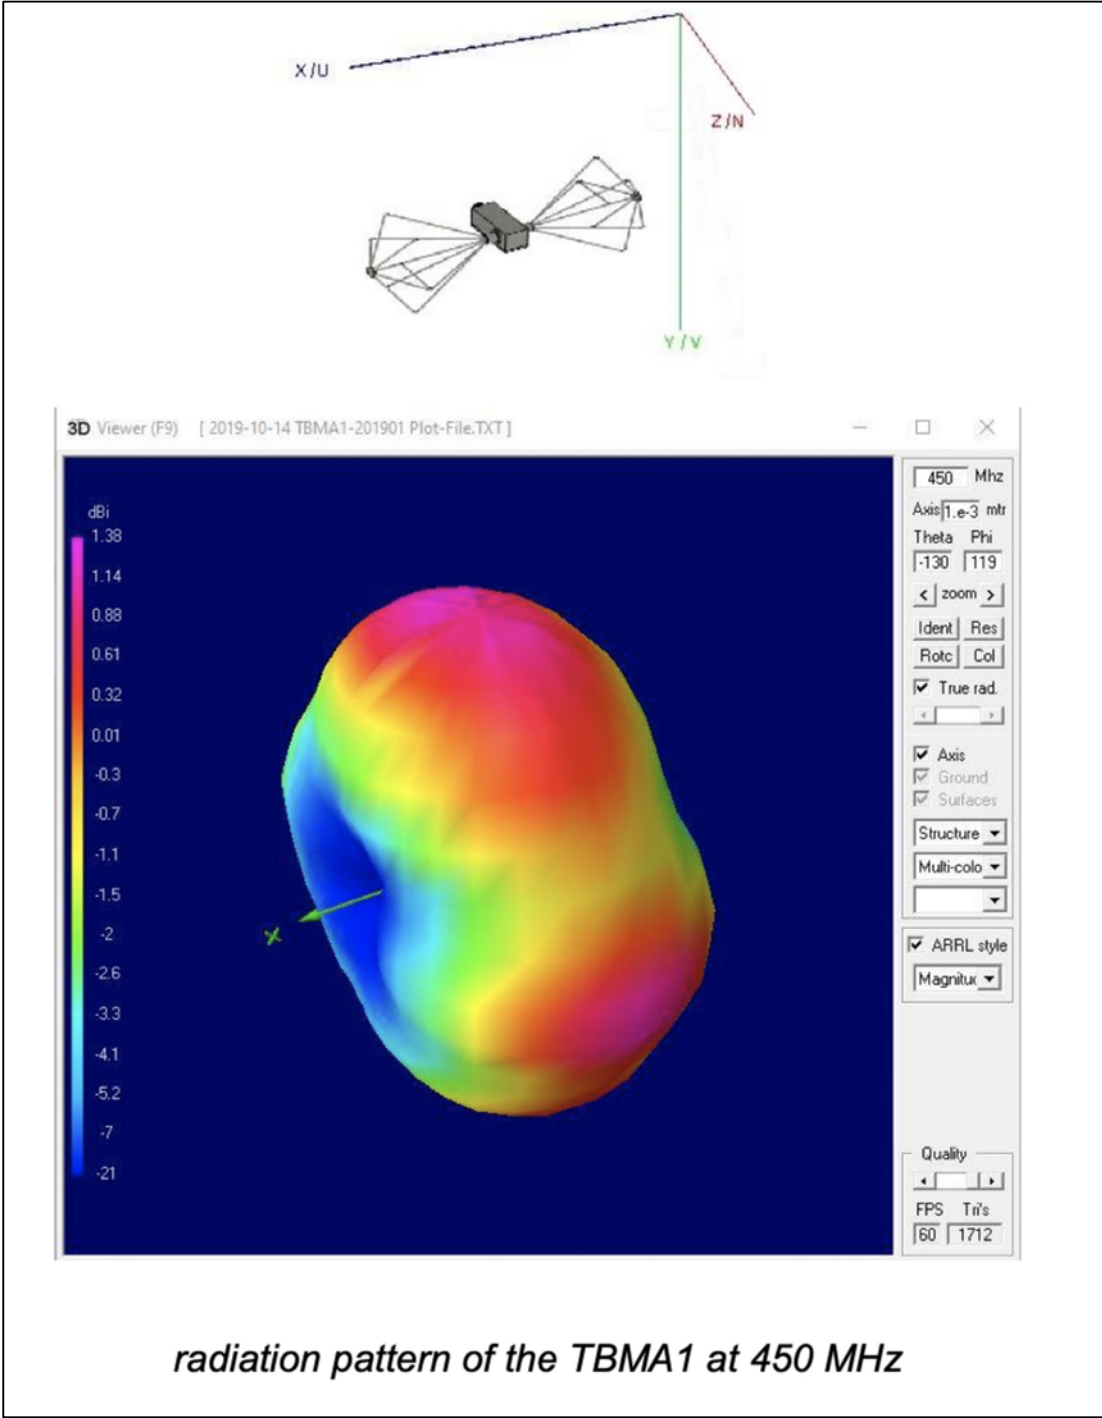 X/U
Z/N
Y/V
3D Viewer (F9) [ 2019-10-14 TBMA1-201901 Plot-File.TXT ]
dBi
1.38
1.14
0.88
0.61
0.32
0.01
-0.3
-0.7
-1.1
-1.5
-2
-2.6
-3.3
-4.1
-5.2
-7
-21
X
450 Mhz
Axis 1.e-3 mtr
Theta Phi
-130 119
< zoom >
Ident Res
Rotc Col
True rad.
Axis
Ground
Surfaces
Structure
Multi-colo
ARRL style
Magnituc
Quality
FPS Tri's
60 1712
radiation pattern of the TBMA1 at 450 MHz